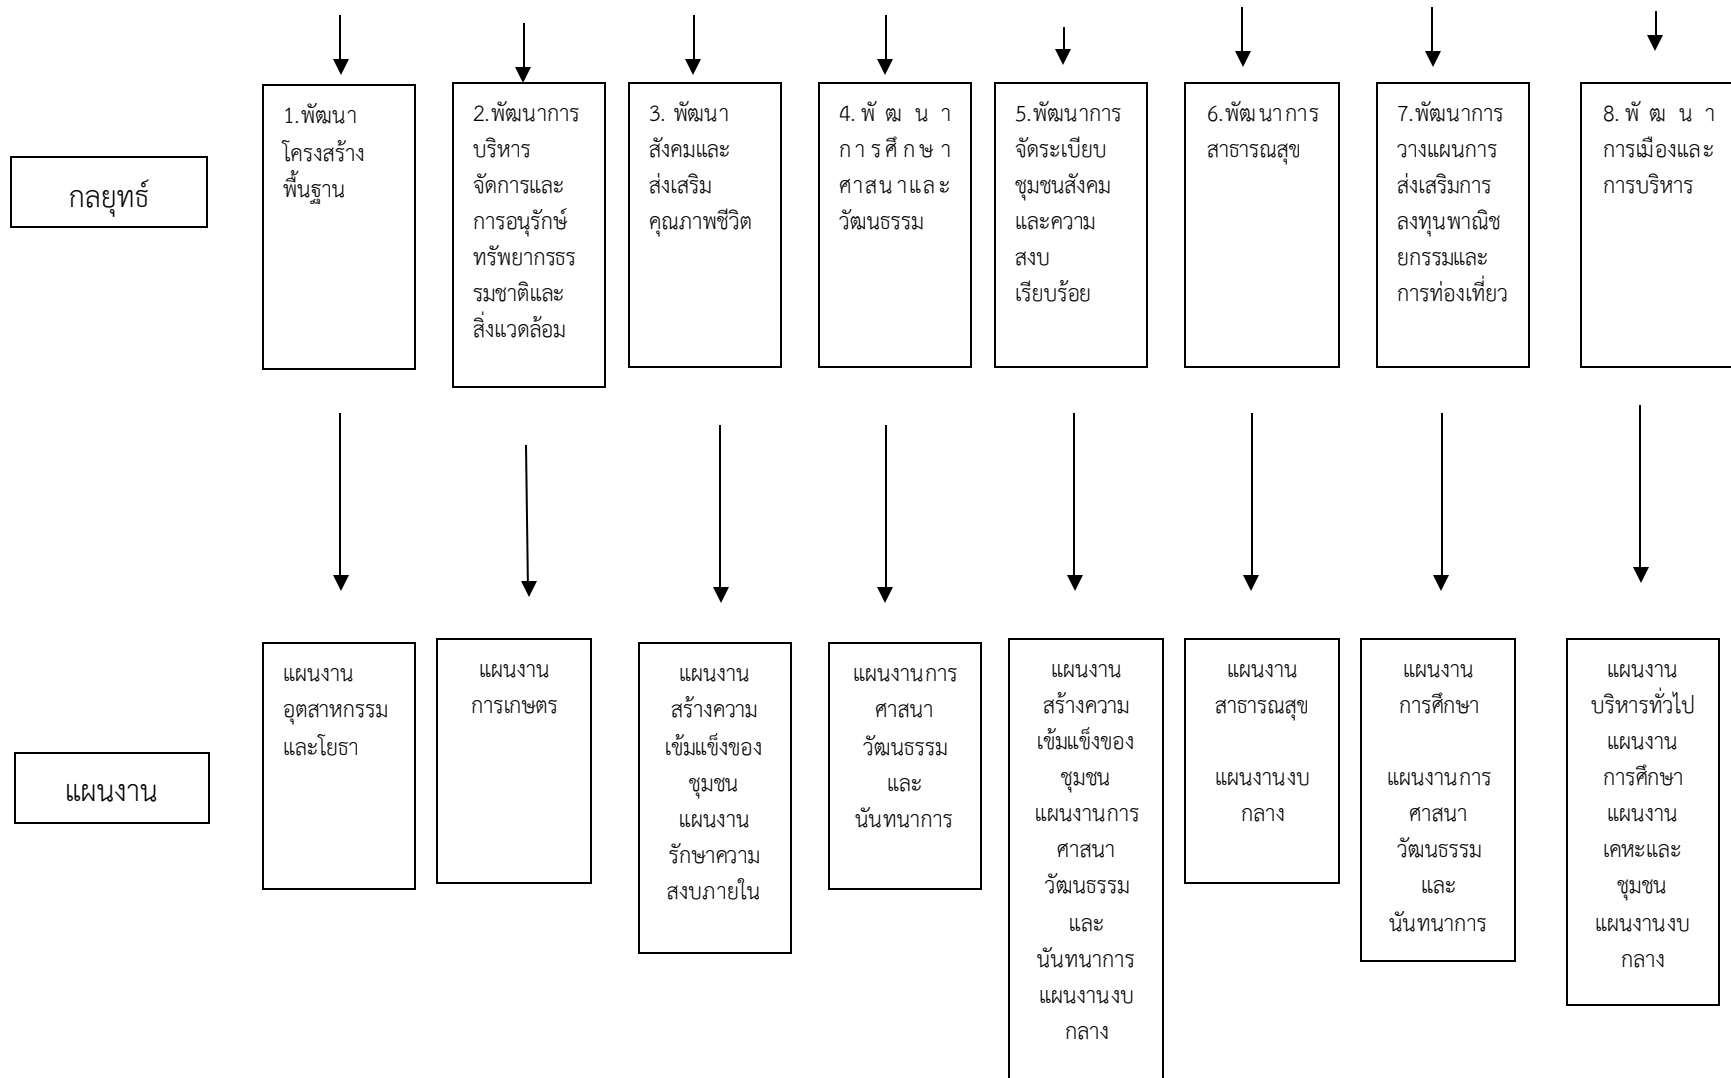 กลยุทธ์
1.พัฒนา
โครงสร้าง
พื้นฐาน
2.พัฒนาการ
บริหาร
จัดการและ
การอนุรักษ์
ทรัพยากรธร
รมชาติและ
สิ่งแวดล้อม
3. พัฒนา
สังคมและ
ส่งเสริม
คุณภาพชีวิต
4. พั ฒ น า
ก า ร ศึ ก ษ า
ศาสนาและ
วัฒนธรรม
5.พัฒนาการ
จัดระเบียบ
ชุมชนสังคม
และความ
สงบ
เรียบร้อย
6.พัฒนาการ
สาธารณสุข
7.พัฒนาการ
วางแผนการ
ส่งเสริมการ
ลงทุนพาณิช
ยกรรมและ
การท่องเที่ยว
8. พั ฒ น า
การเมืองและ
การบริหาร
แผนงาน
แผนงาน
อุตสาหกรรม
และโยธา
แผนงาน
การเกษตร
แผนงาน
สร้างความ
เข้มแข็งของ
ชุมชน
แผนงาน
รักษาความ
สงบภายใน
แผนงานการ
ศาสนา
วัฒนธรรม
และ
นันทนาการ
แผนงาน
สร้างความ
เข้มแข็งของ
ชุมชน
แผนงานการ
ศาสนา
วัฒนธรรม
และ
นันทนาการ
แผนงานงบ
กลาง
แผนงาน
สาธารณสุข
แผนงานงบ
กลาง
แผนงาน
การศึกษา
แผนงานการ
ศาสนา
วัฒนธรรม
และ
นันทนาการ
แผนงาน
บริหารทั่วไป
แผนงาน
การศึกษา
แผนงาน
เคหะและ
ชุมชน
แผนงานงบ
กลาง